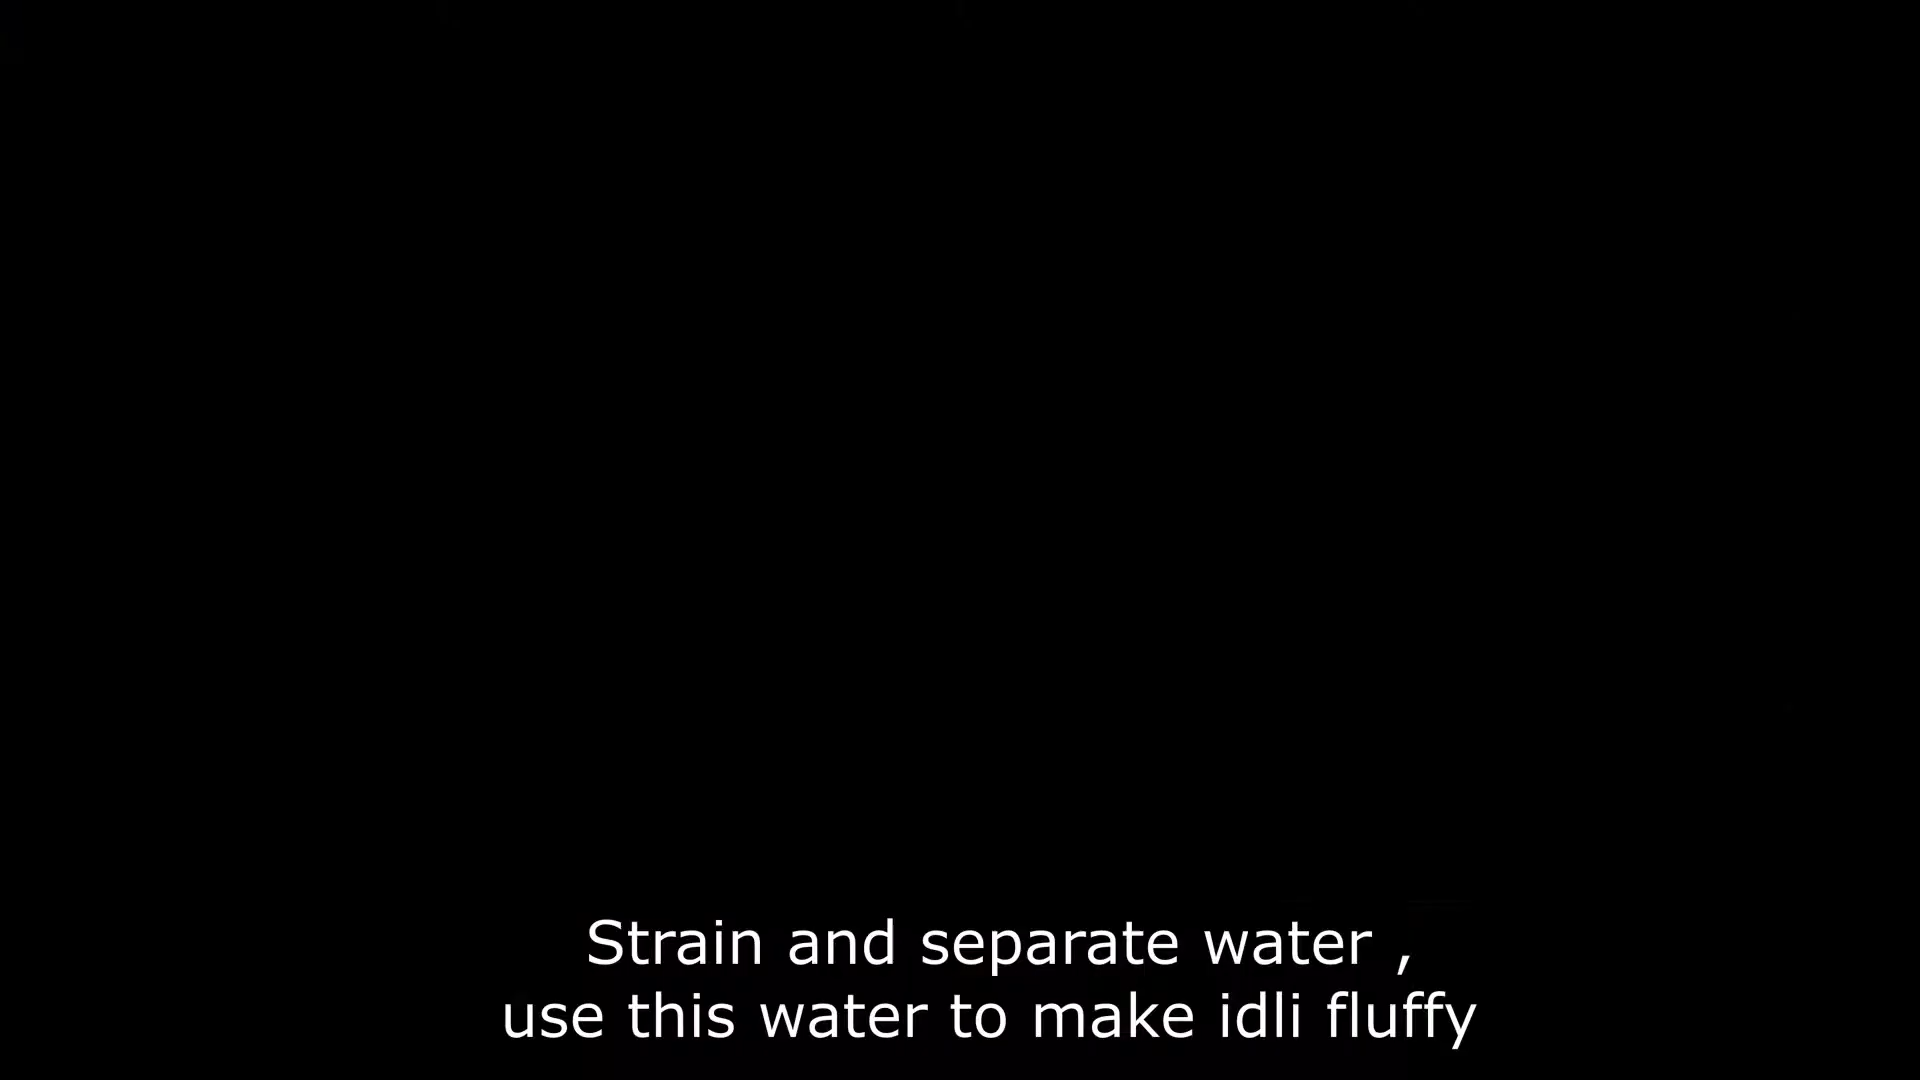 Strain and separate water ,
use this water to make idli fluffy